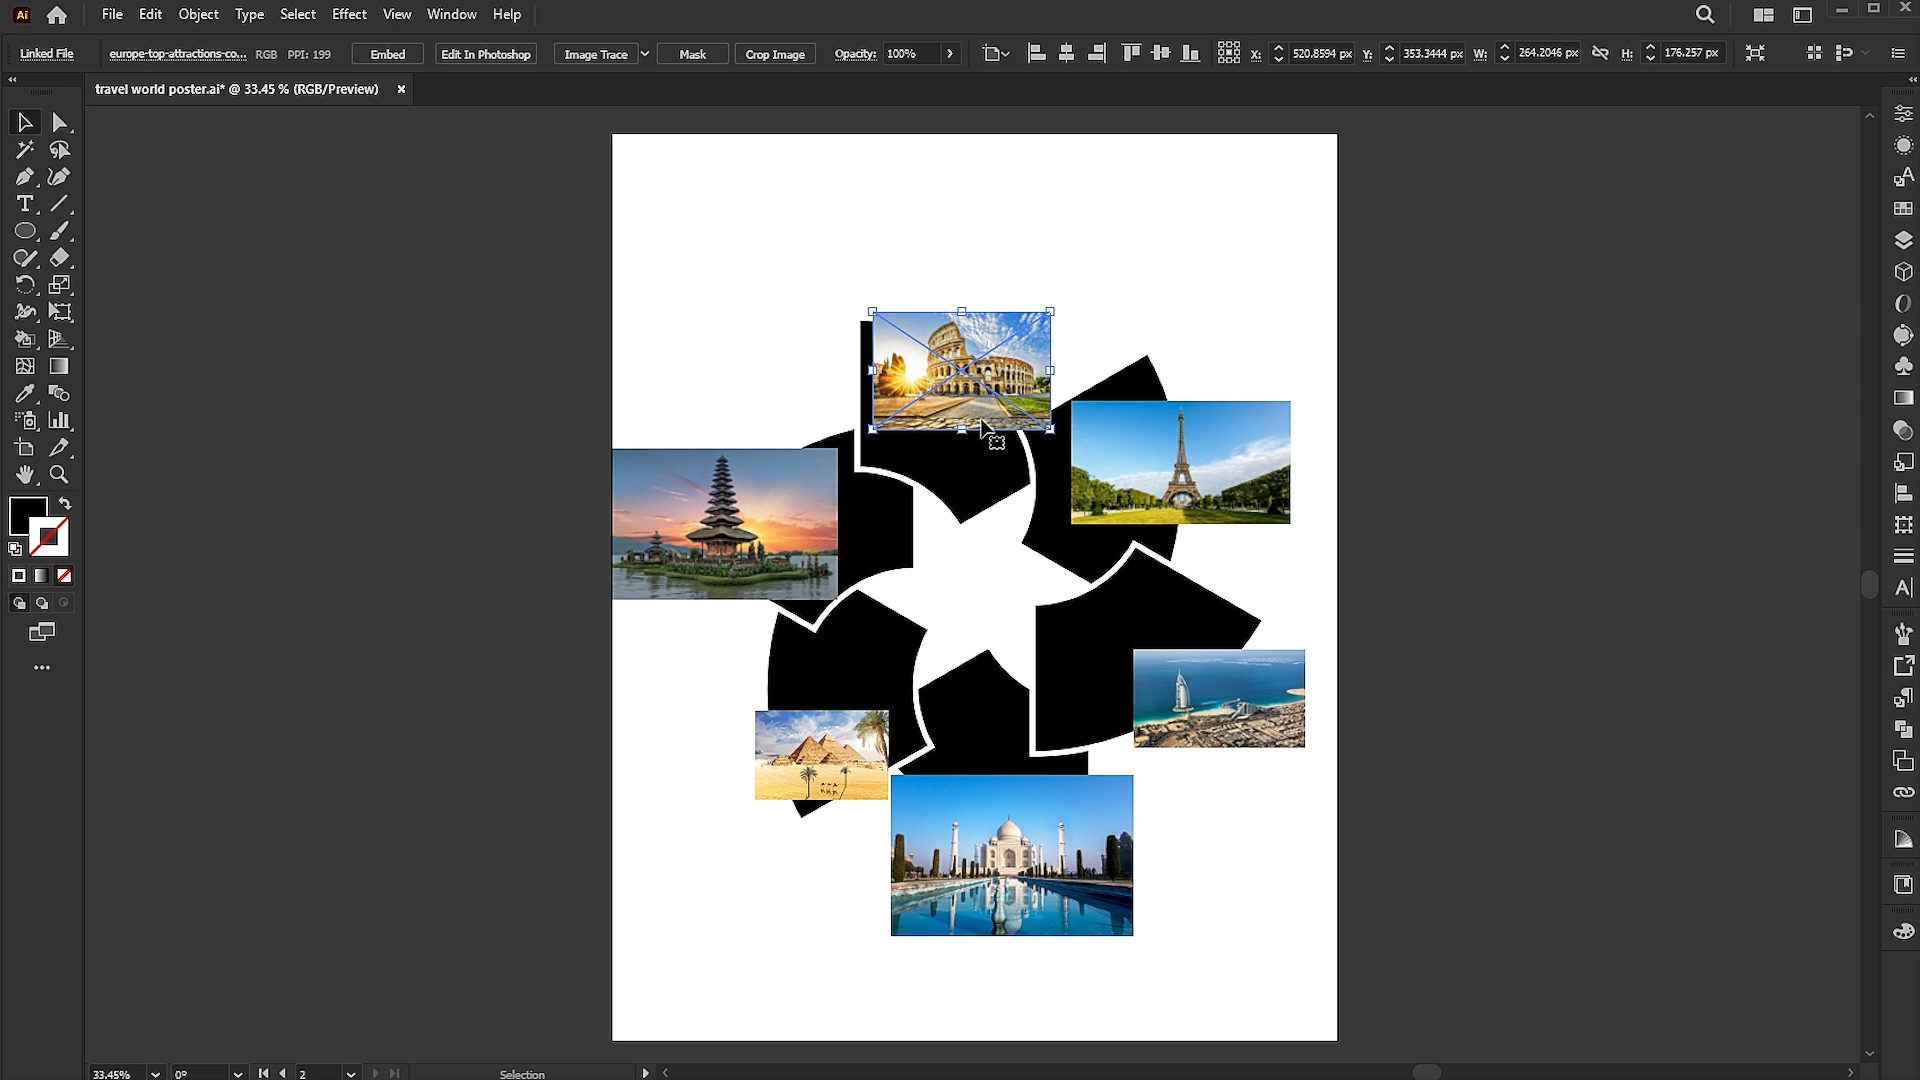 Ai File Edit Object Type Select Effect View Window Help
Linked File europe-top-attractions-co... RGB PPI: 199 Embed Edit In Photoshop Image Trace Mask Crop Image Opacity: 100% X: 520.8594 px Y: 353.3444 px W: 264.2046 px H: 176.257 px
travel world poster.ai* @ 33.45 % (RGB/Preview)
33.45% 0° 2 Selection